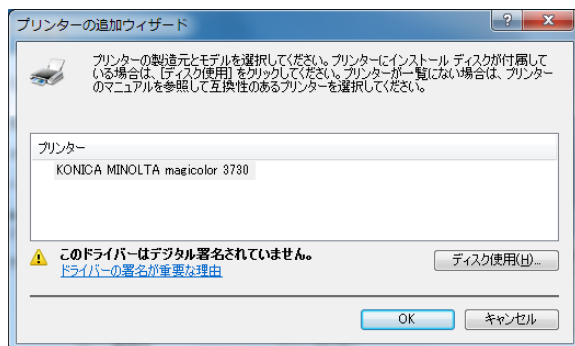 プリンターの追加ウィザード
プリンターの製造元とモデルを選択してください。プリンターにインストール ディスクが付属して
いる場合は、[ディスク使用] をクリックしてください。プリンターが一覧にない場合は、プリンター
のマニュアルを参照して互換性のあるプリンターを選択してください。
プリンター
KONICA MINOLTA magicolor 3730
このドライバーはデジタル署名されていません。
ドライバーの署名が重要な理由
ディスク使用(H)...
OK
キャンセル